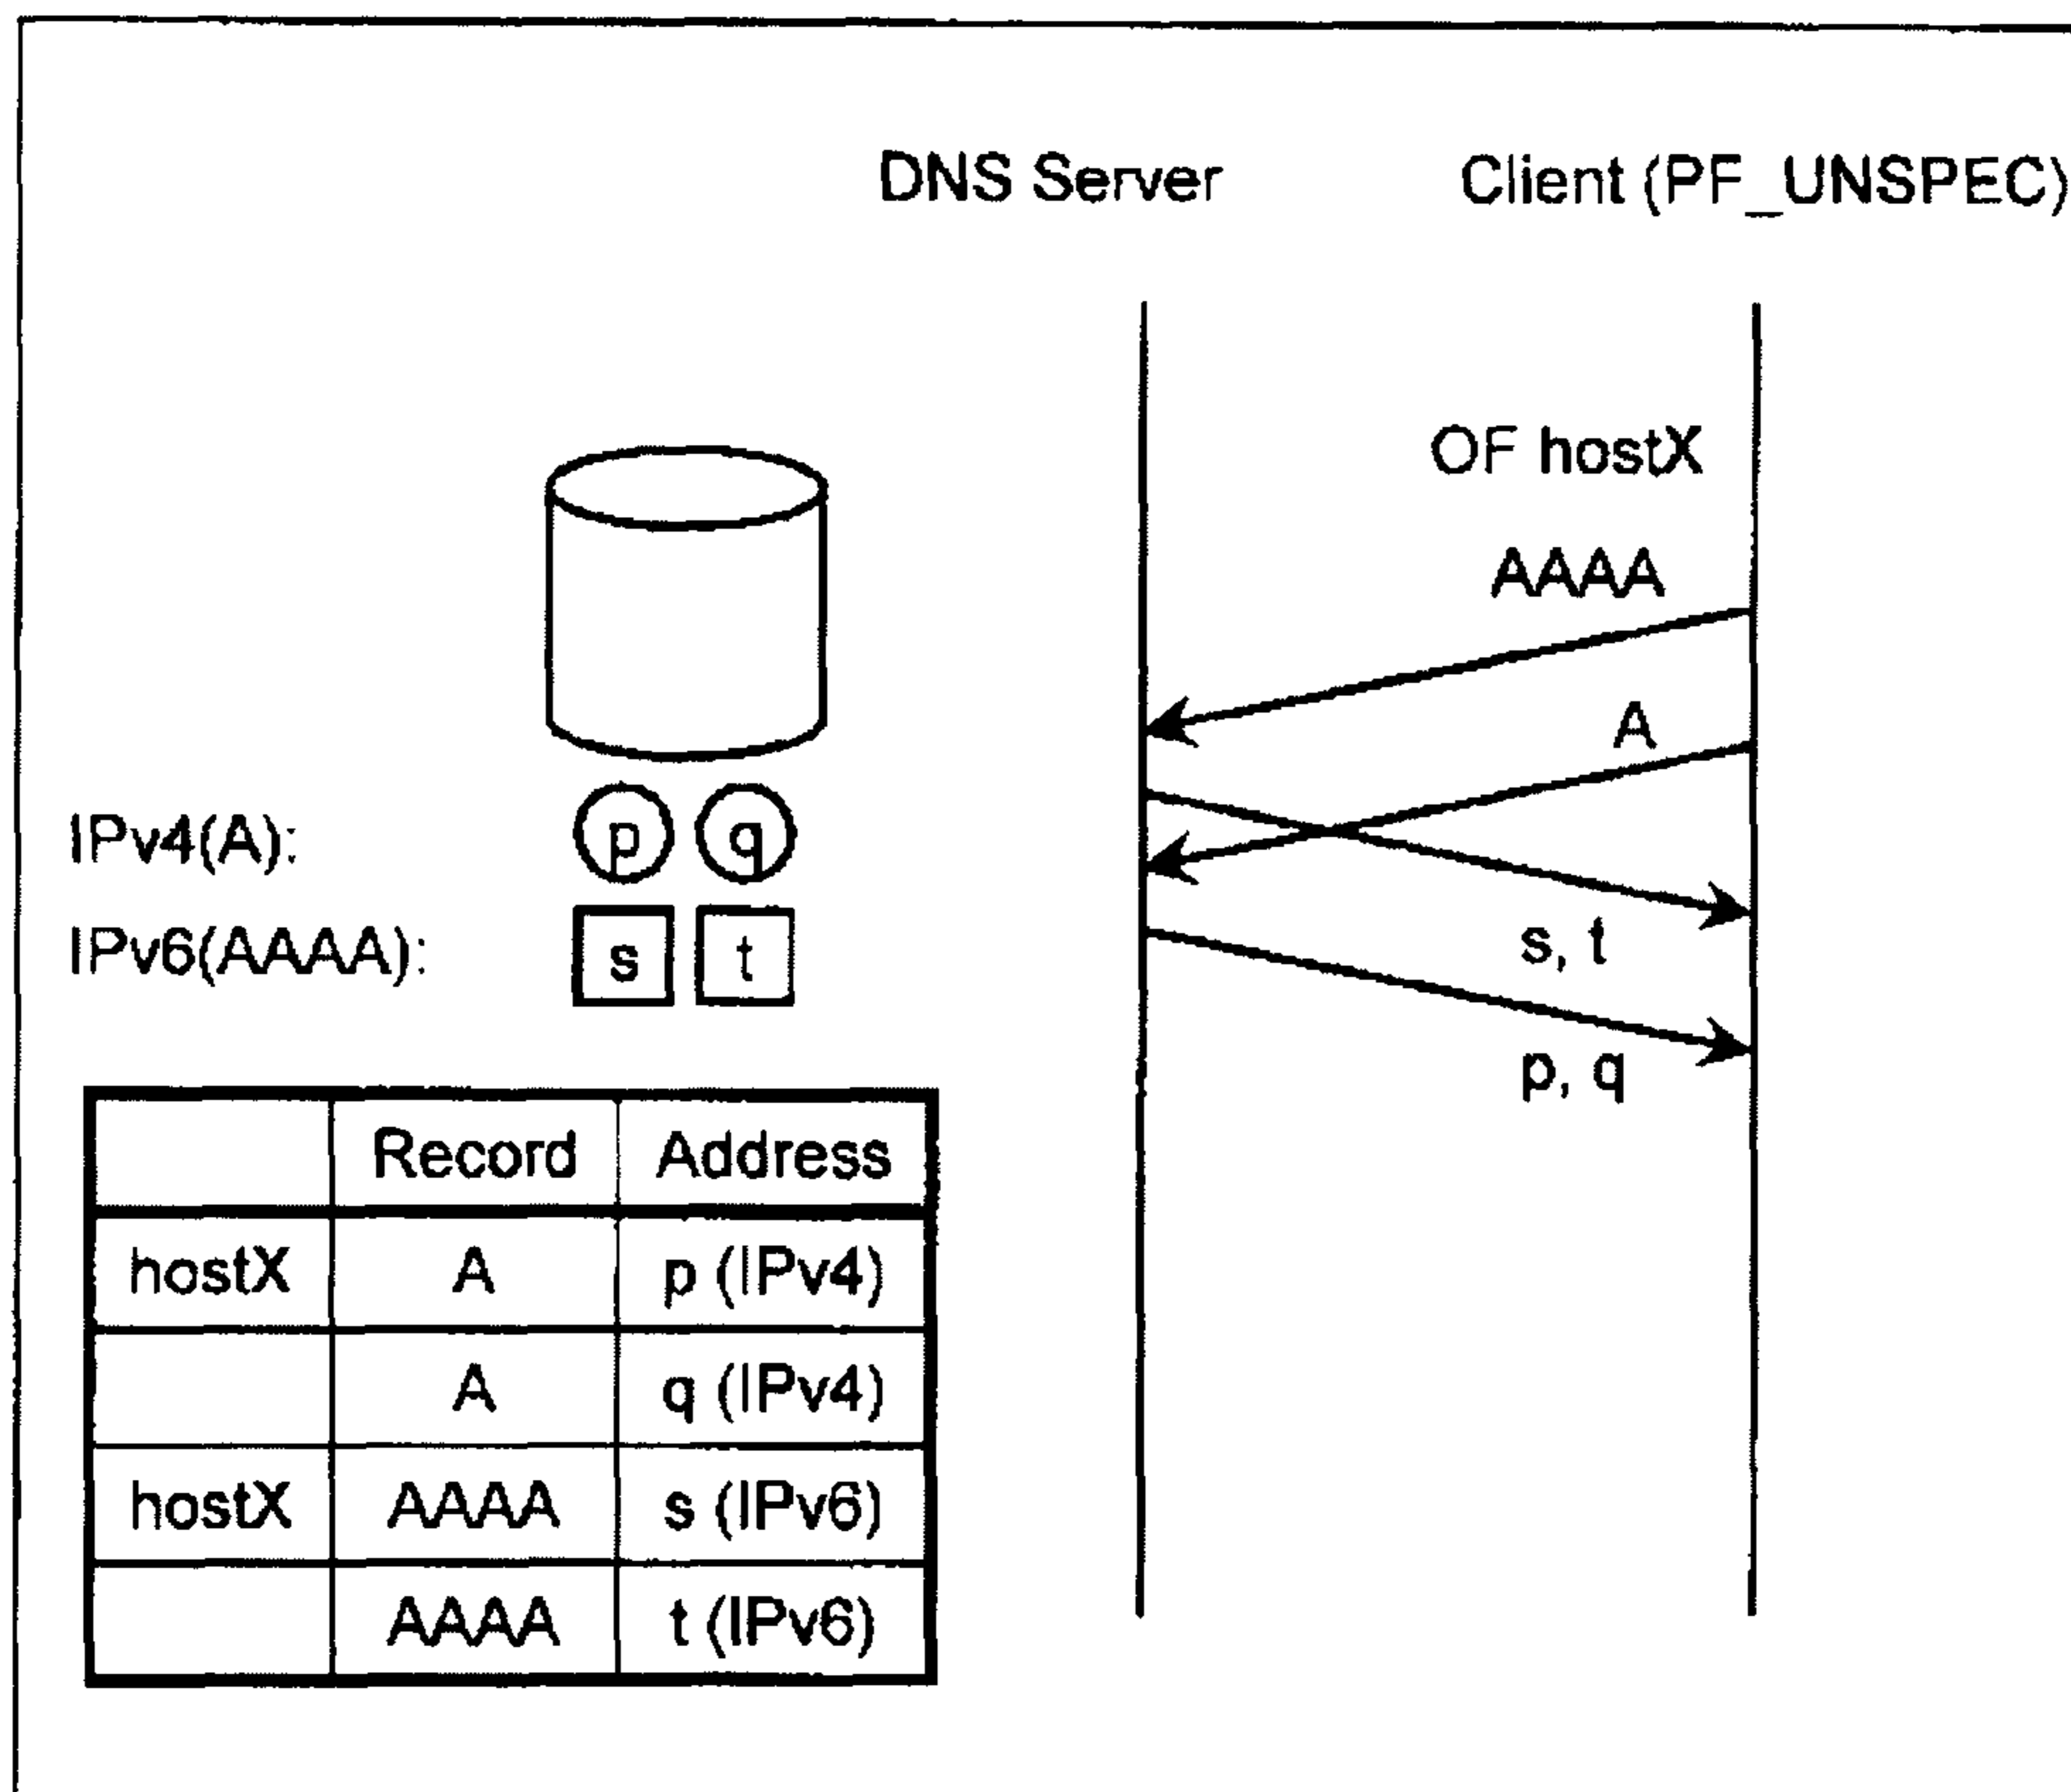 DNS Server
Client (PF_UNSPEC)
OF hostX
AAAA
A
s, t
p, q
IPv4(A): p q
IPv6(AAAA): s t
Record Address
hostX A p (IPv4)
A q (IPv4)
hostX AAAA s (IPv6)
AAAA t (IPv6)